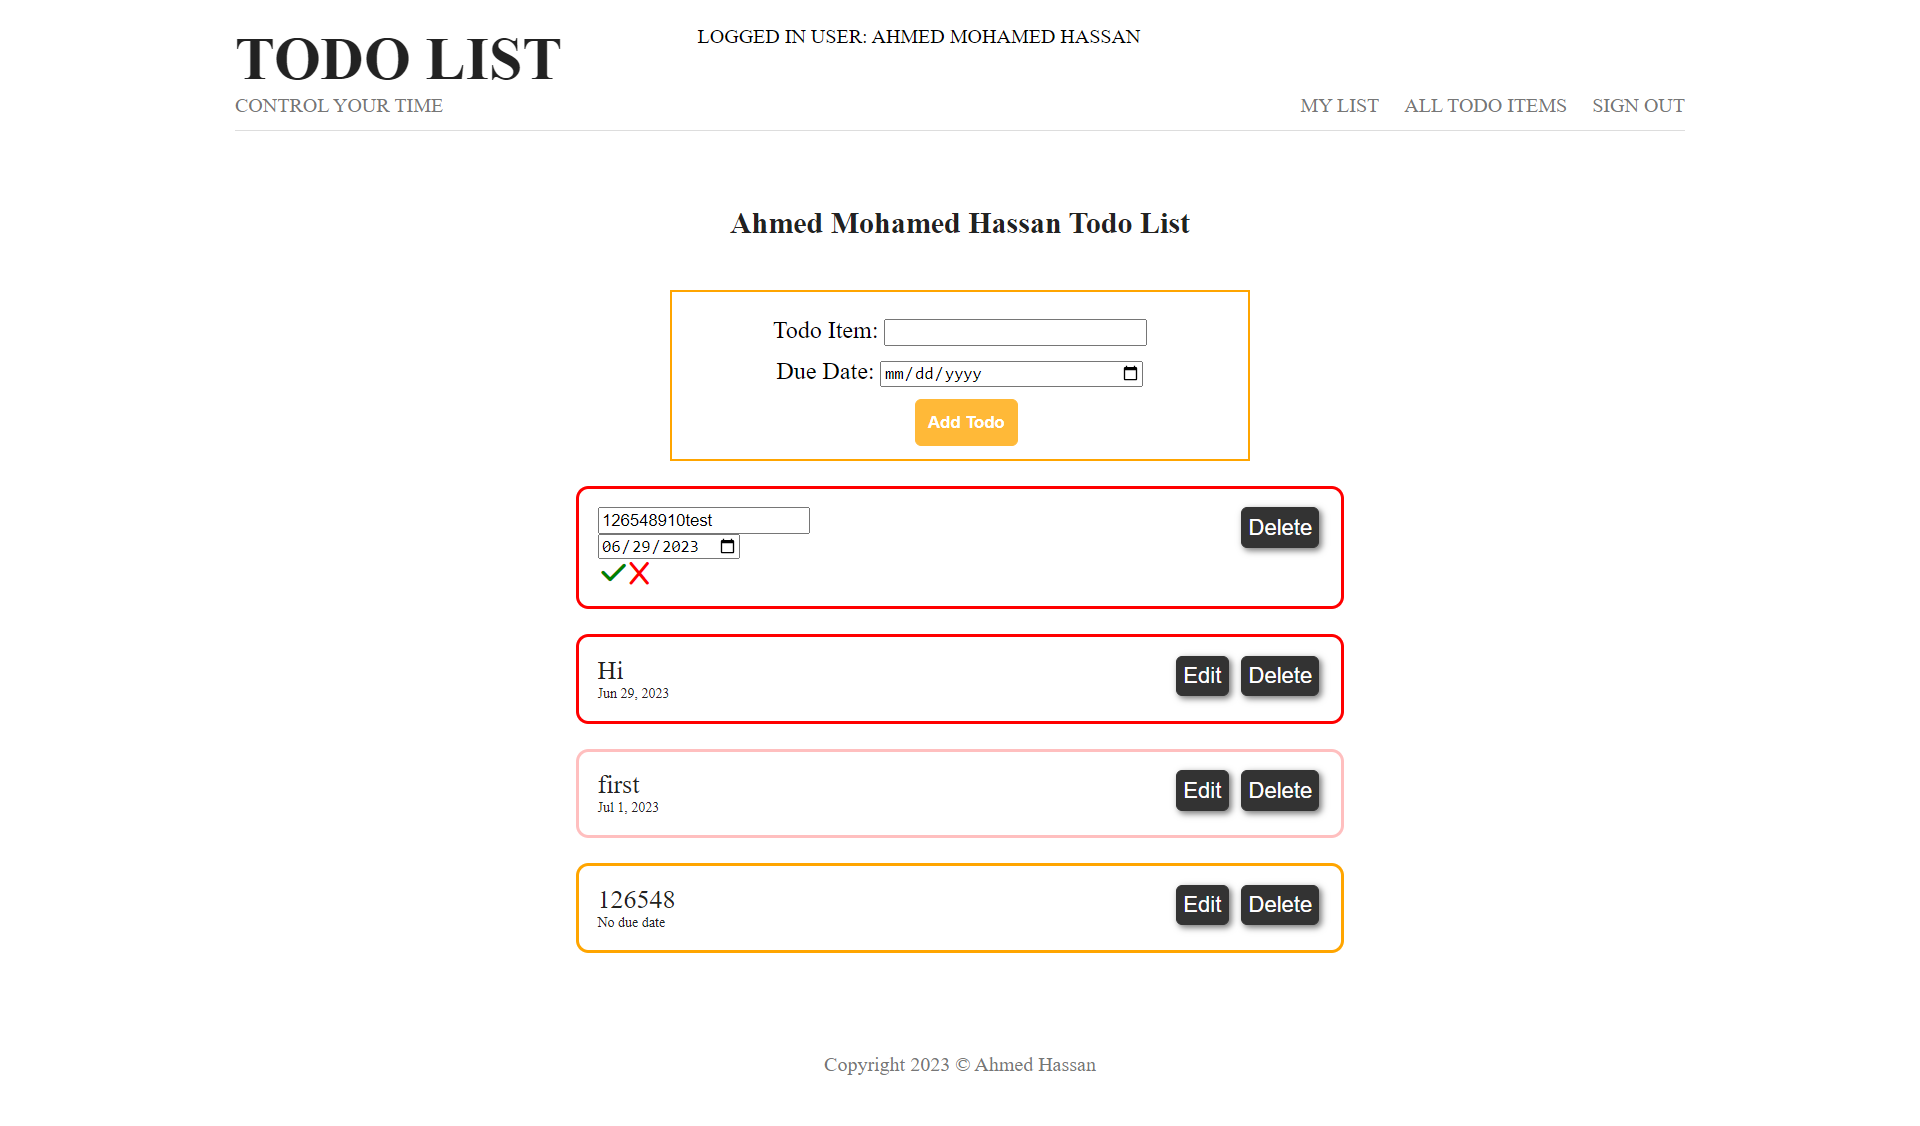 TODO LIST
LOGGED IN USER: AHMED MOHAMED HASSAN
CONTROL YOUR TIME
MY LIST ALL TODO ITEMS SIGN OUT
Ahmed Mohamed Hassan Todo List
Todo Item:
Due Date: mm/dd/yyyy
Add Todo
126548910test
Delete
06/29/2023
Hi
Edit Delete
Jun 29, 2023
first
Edit Delete
Jul 1, 2023
126548
Edit Delete
No due date
Copyright 2023 © Ahmed Hassan